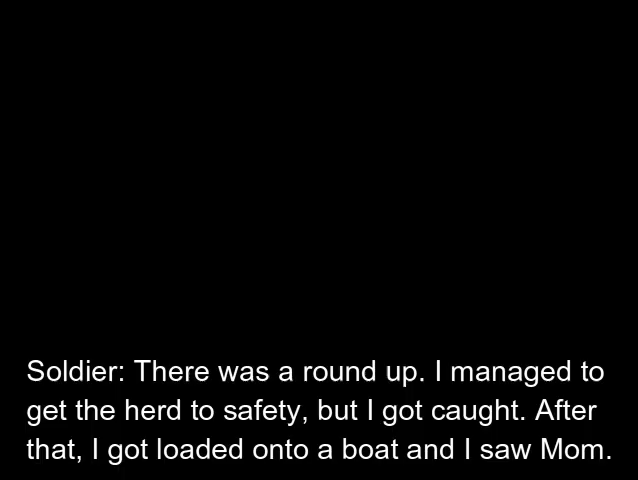 Soldier: There was a round up. I managed to
get the herd to safety, but I got caught. After
that, I got loaded onto a boat and I saw Mom.